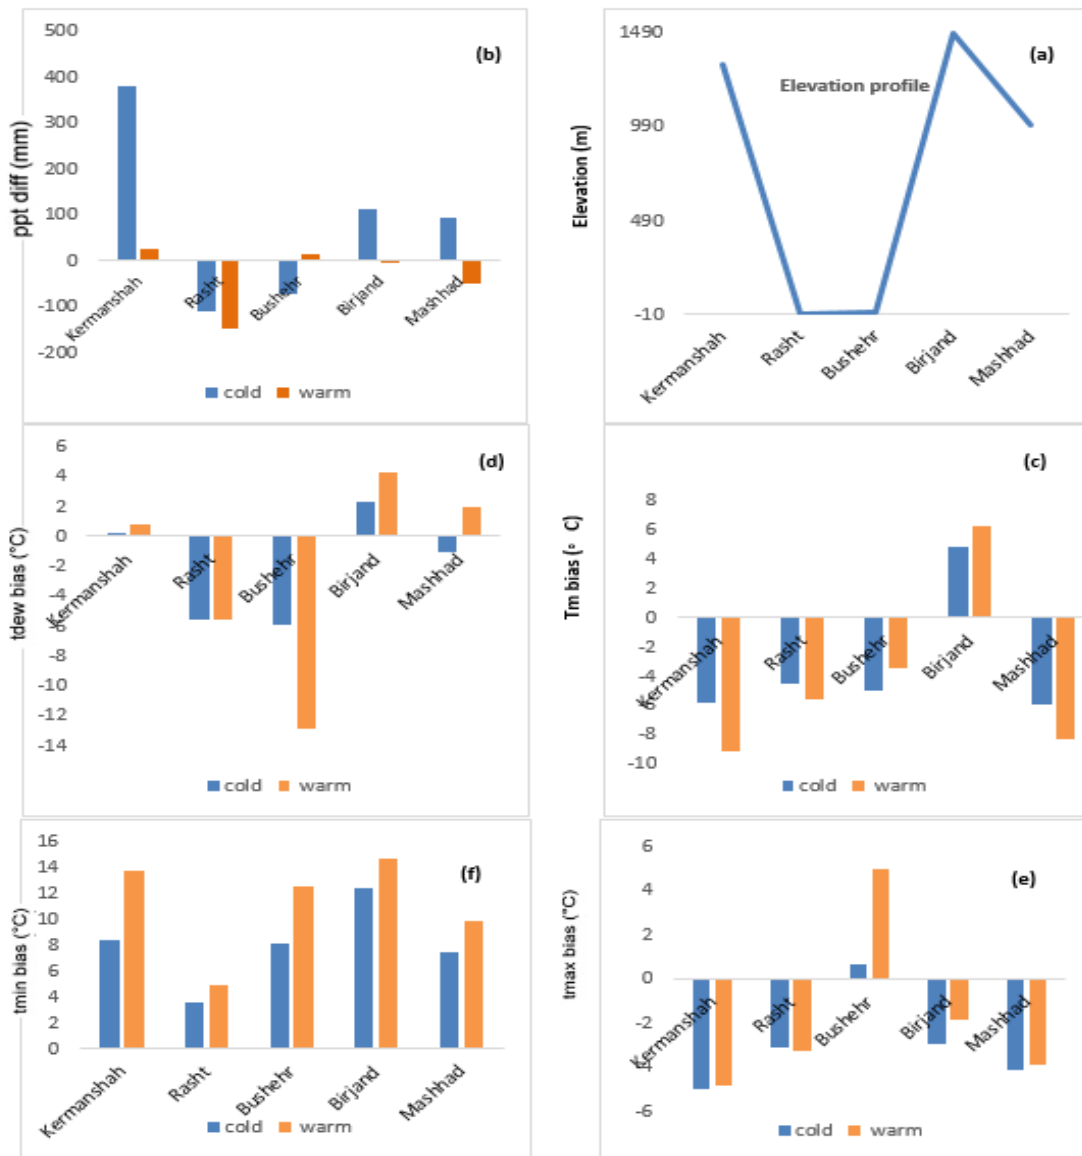 500
400
300
200
100
0
-100
-200
ppt diff (mm)
(b)
Kermanshah
Rasht
Bushehr
Birjand
Mashhad
cold warm
1490
990
490
-10
Elevation (m)
(a)
Elevation profile
Kermanshah
Rasht
Bushehr
Birjand
Mashhad
6
4
2
0
-2
-4
-6
-8
-10
-12
-14
tdew bias (°C)
(d)
Kermanshah
Rasht
Bushehr
Birjand
Mashhad
cold warm
8
6
4
2
0
-2
-4
-6
-8
-10
Tm bias (° C)
(c)
Kermanshah
Rasht
Bushehr
Birjand
Mashhad
cold warm
16
14
12
10
8
6
4
2
0
tmin bias (°C)
(f)
Kermanshah
Rasht
Bushehr
Birjand
Mashhad
cold warm
6
4
2
0
-2
-4
-6
tmax bias (°C)
(e)
Kermanshah
Rasht
Bushehr
Birjand
Mashhad
cold warm